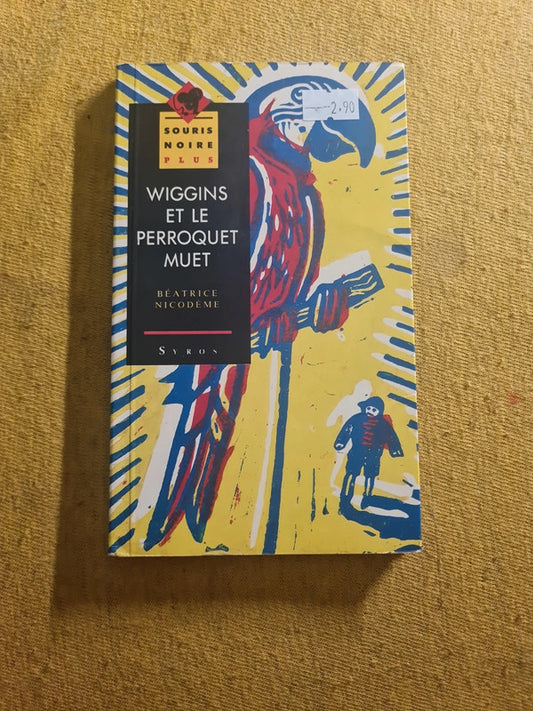 SOURIS
NOIRE
PLUS
WIGGINS
ET LE
PERROQUET
MUET
BÉATRICE
NICODÈME
SYROS
2.90